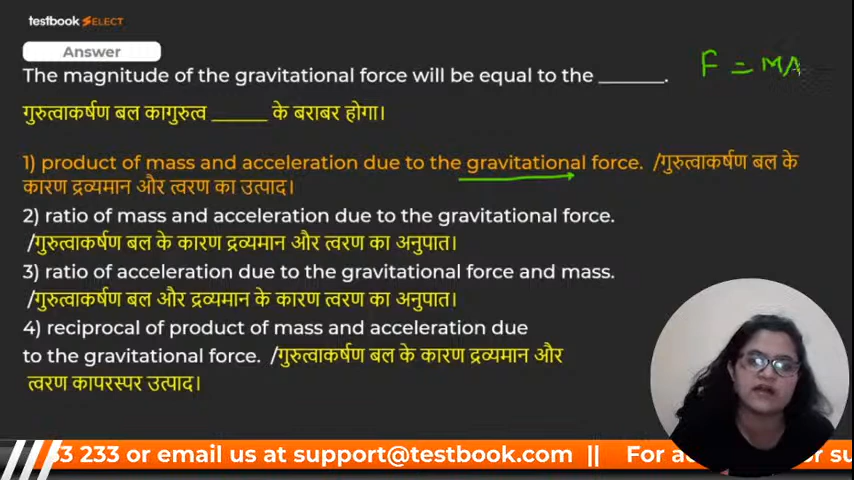 testbook SELECT
Answer
The magnitude of the gravitational force will be equal to the ______. F = MA
गुरुत्वाकर्षण बल कागुरुत्व ______ के बराबर होगा।
1) product of mass and acceleration due to the gravitational force. /गुरुत्वाकर्षण बल के
कारण द्रव्यमान और त्वरण का उत्पाद।
2) ratio of mass and acceleration due to the gravitational force.
/गुरुत्वाकर्षण बल के कारण द्रव्यमान और त्वरण का अनुपात।
3) ratio of acceleration due to the gravitational force and mass.
/गुरुत्वाकर्षण बल और द्रव्यमान के कारण त्वरण का अनुपात।
4) reciprocal of product of mass and acceleration due
to the gravitational force. /गुरुत्वाकर्षण बल के कारण द्रव्यमान और
त्वरण कापरस्पर उत्पाद।
33 233 or email us at support@testbook.com || For